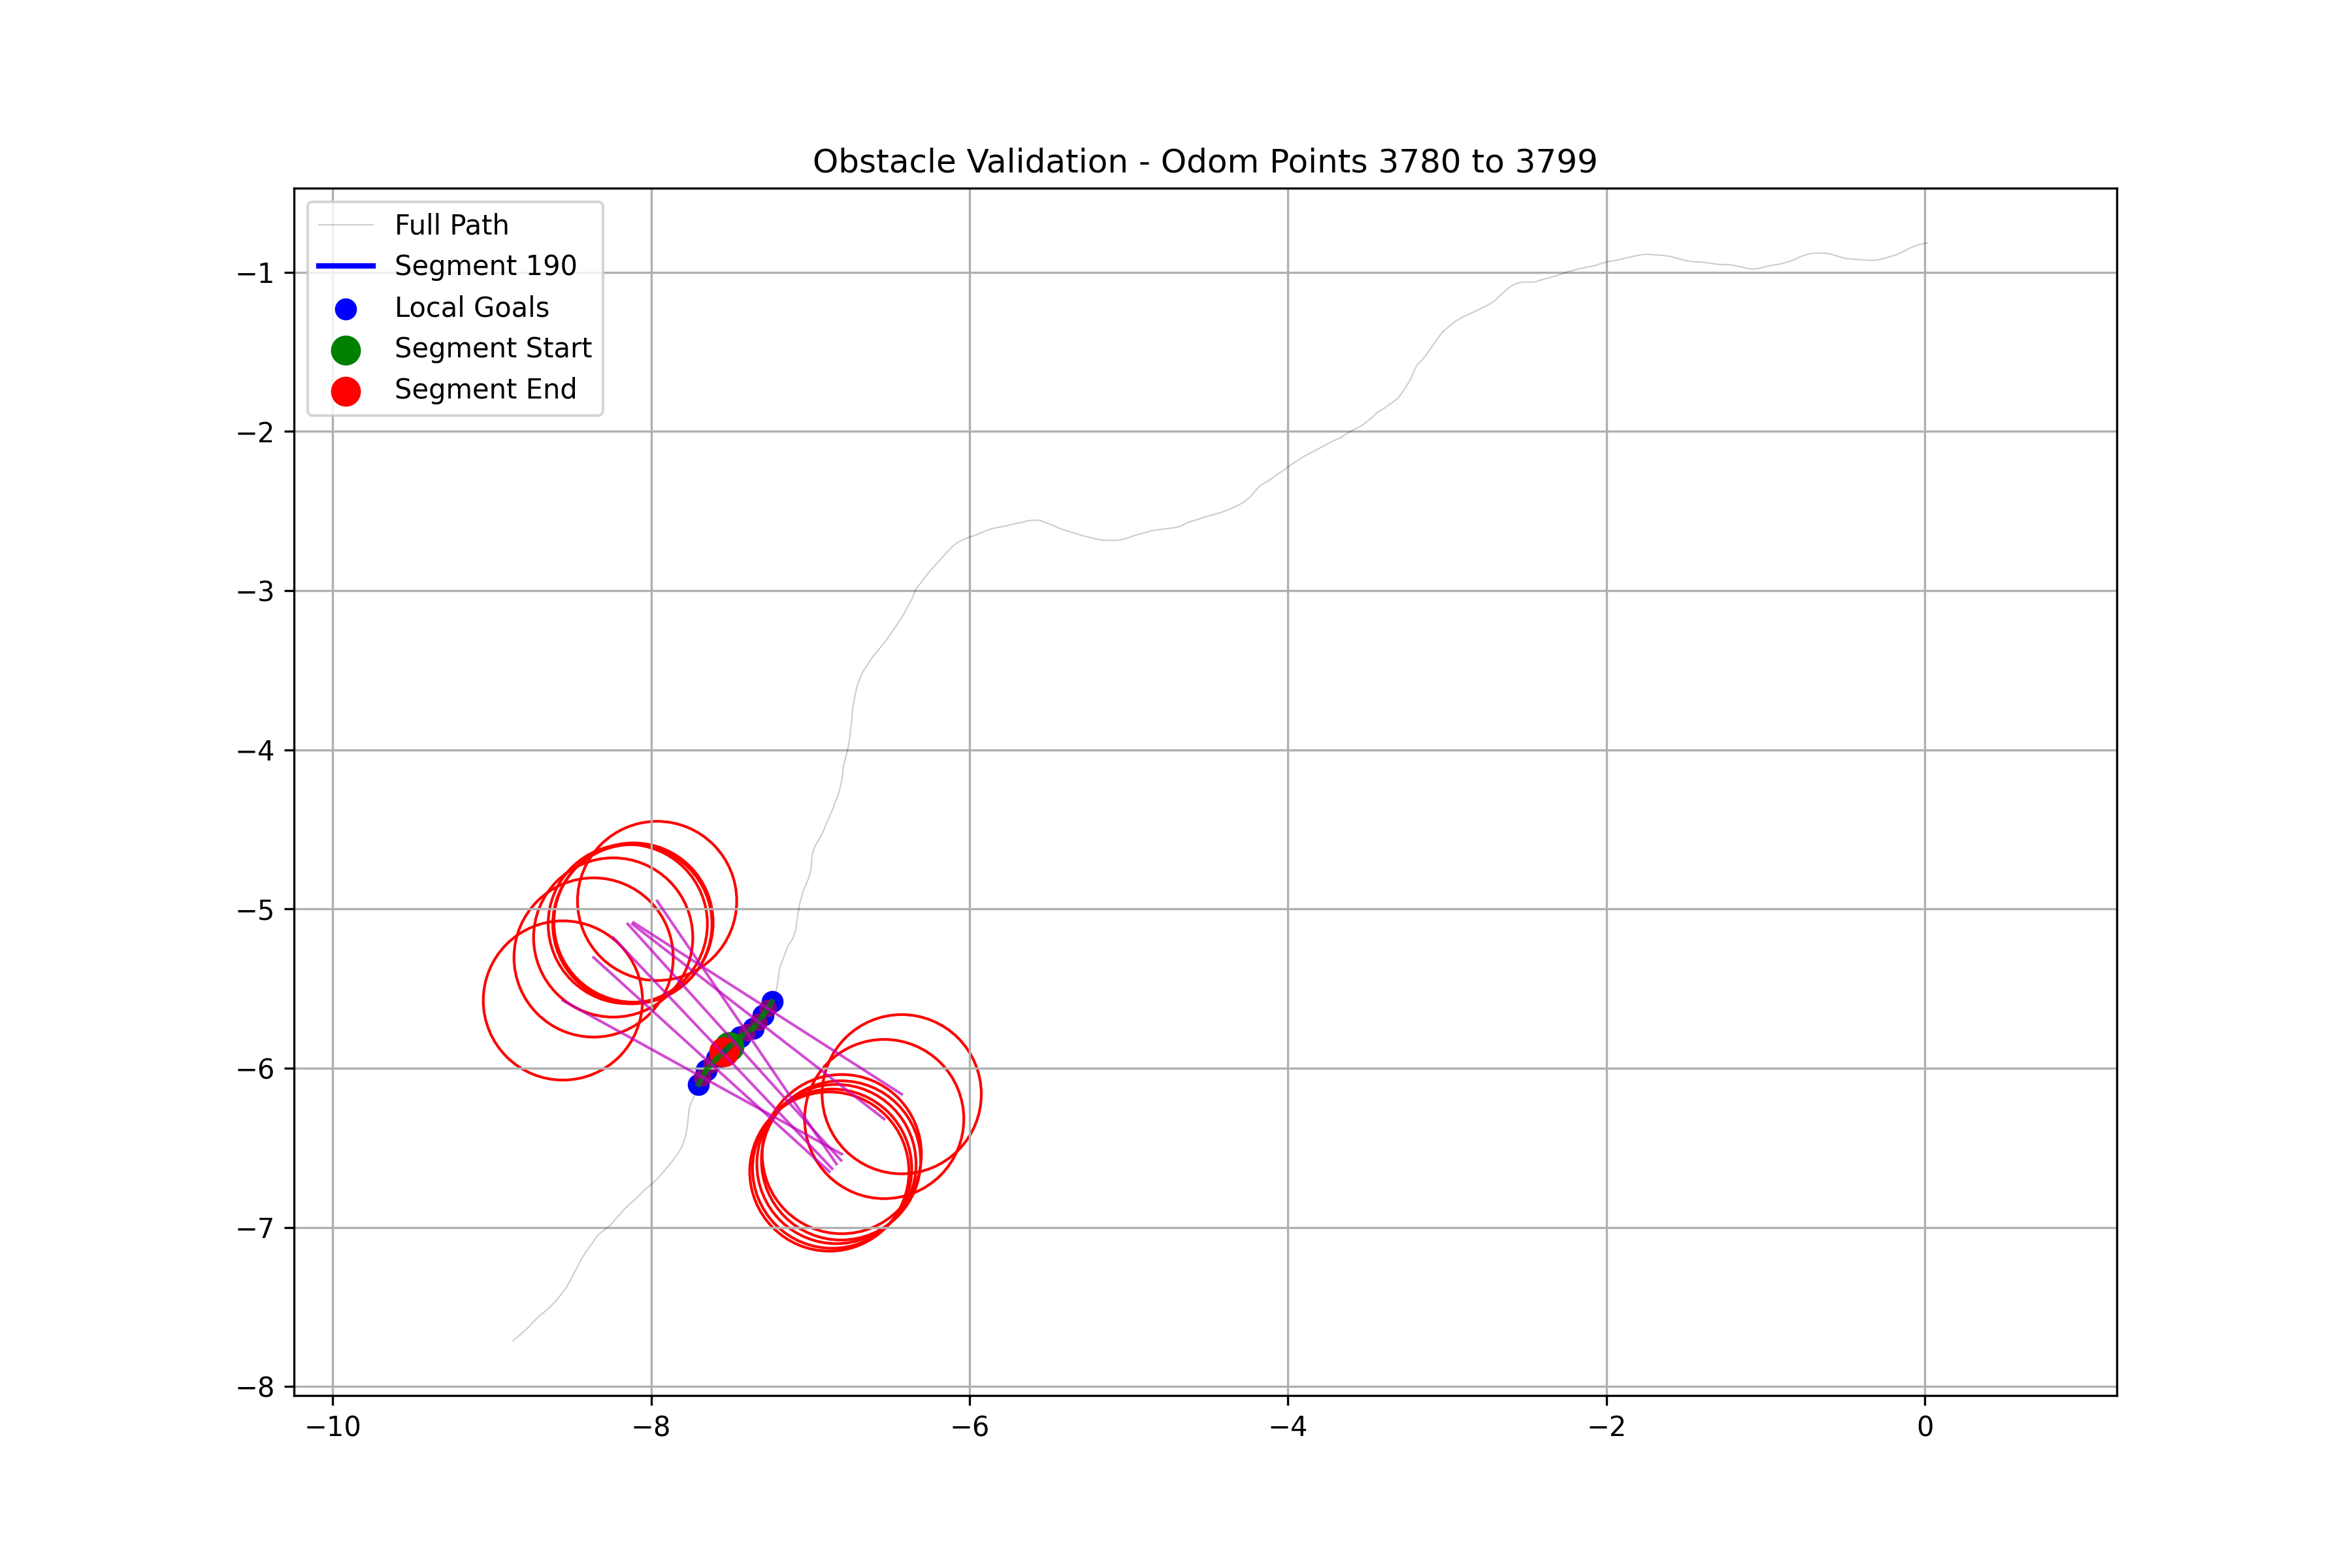 Obstacle Validation - Odom Points 3780 to 3799
Full Path
Segment 190
Local Goals
Segment Start
Segment End
−1
−2
−3
−4
−5
−6
−7
−8
−10
−8
−6
−4
−2
0